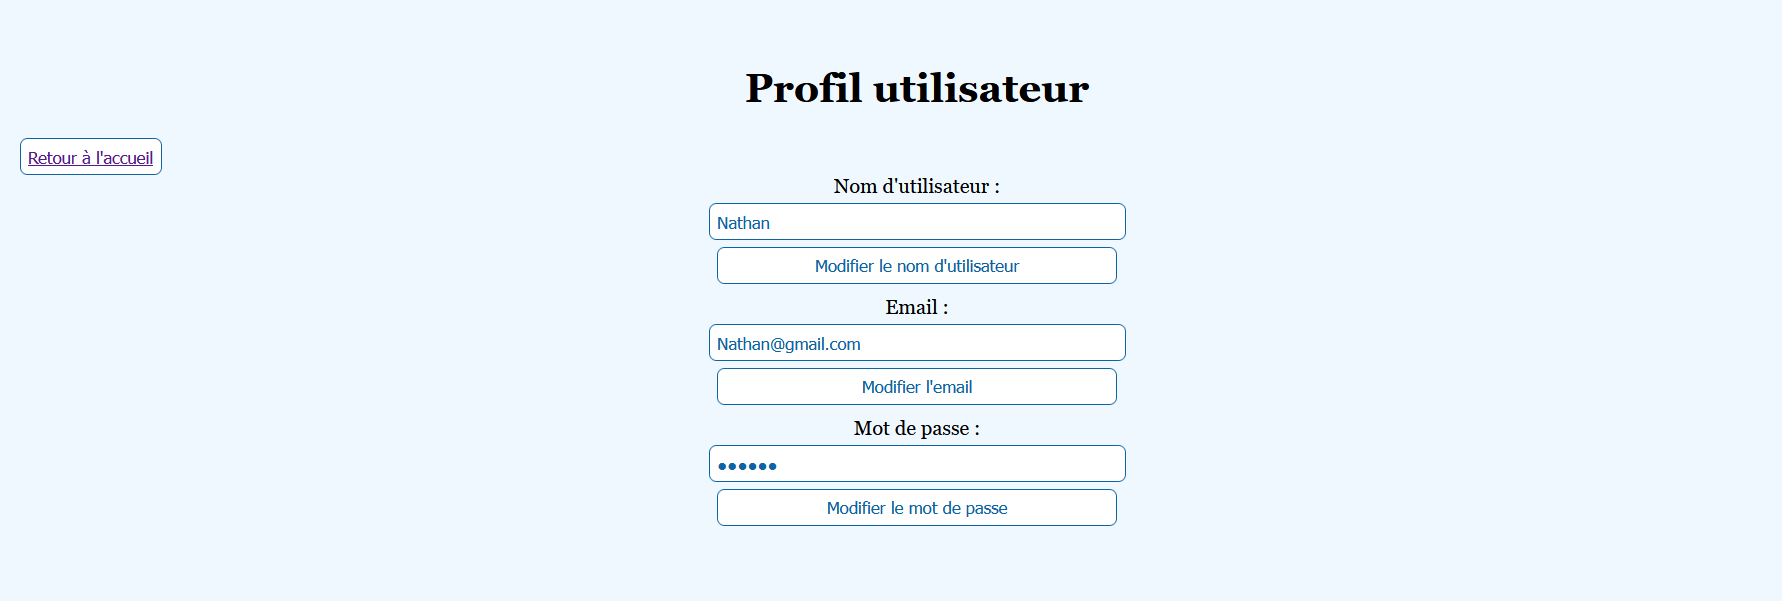 Profil utilisateur
Retour à l'accueil
Nom d'utilisateur :
Nathan
Modifier le nom d'utilisateur
Email :
Nathan@gmail.com
Modifier l'email
Mot de passe :
●●●●●●
Modifier le mot de passe